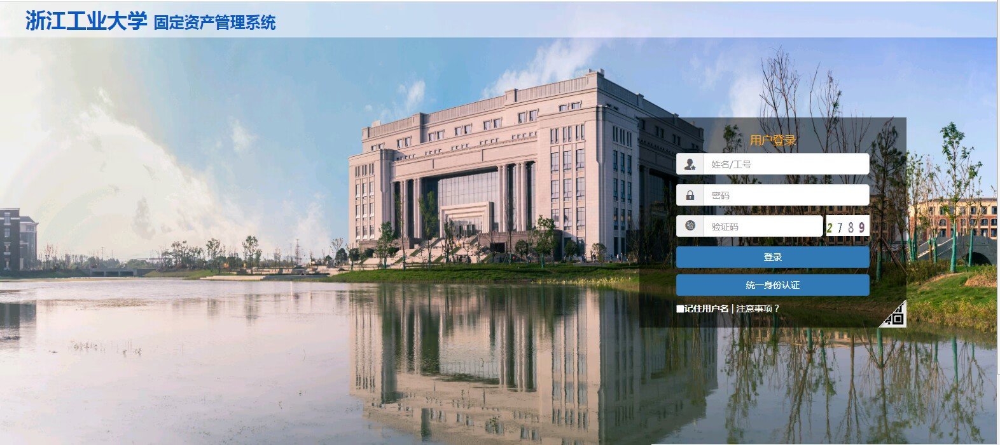 浙江工业大学 固定资产管理系统
用户登录
姓名/工号
密码
验 验证码 2789
登录
统一身份认证
记住用户名 | 注意事项？